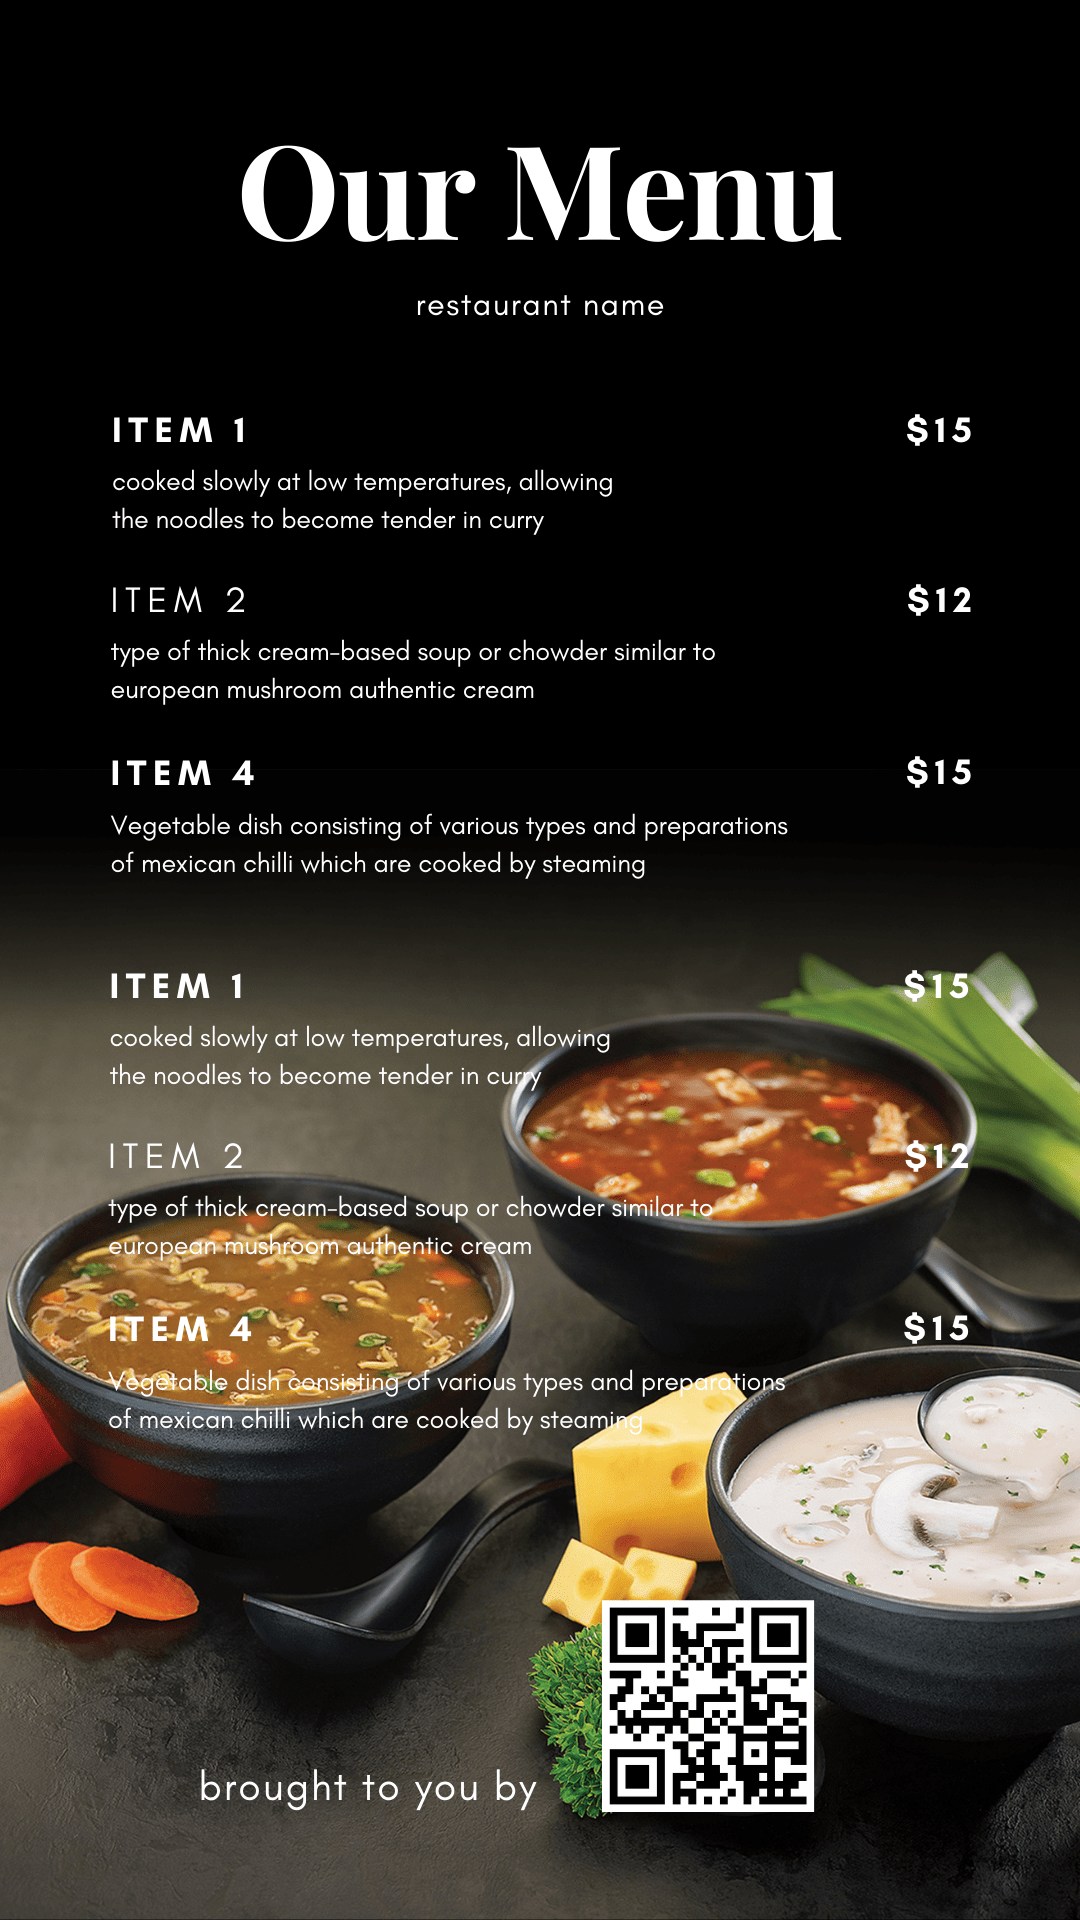 Our Menu
restaurant name
ITEM 1 $15
cooked slowly at low temperatures, allowing
the noodles to become tender in curry
ITEM 2 $12
type of thick cream-based soup or chowder similar to
european mushroom authentic cream
ITEM 4 $15
Vegetable dish consisting of various types and preparations
of mexican chilli which are cooked by steaming
ITEM 1 $15
cooked slowly at low temperatures, allowing
the noodles to become tender in curry
ITEM 2 $12
type of thick cream-based soup or chowder similar to
european mushroom authentic cream
ITEM 4 $15
Vegetable dish consisting of various types and preparations
of mexican chilli which are cooked by steaming
brought to you by